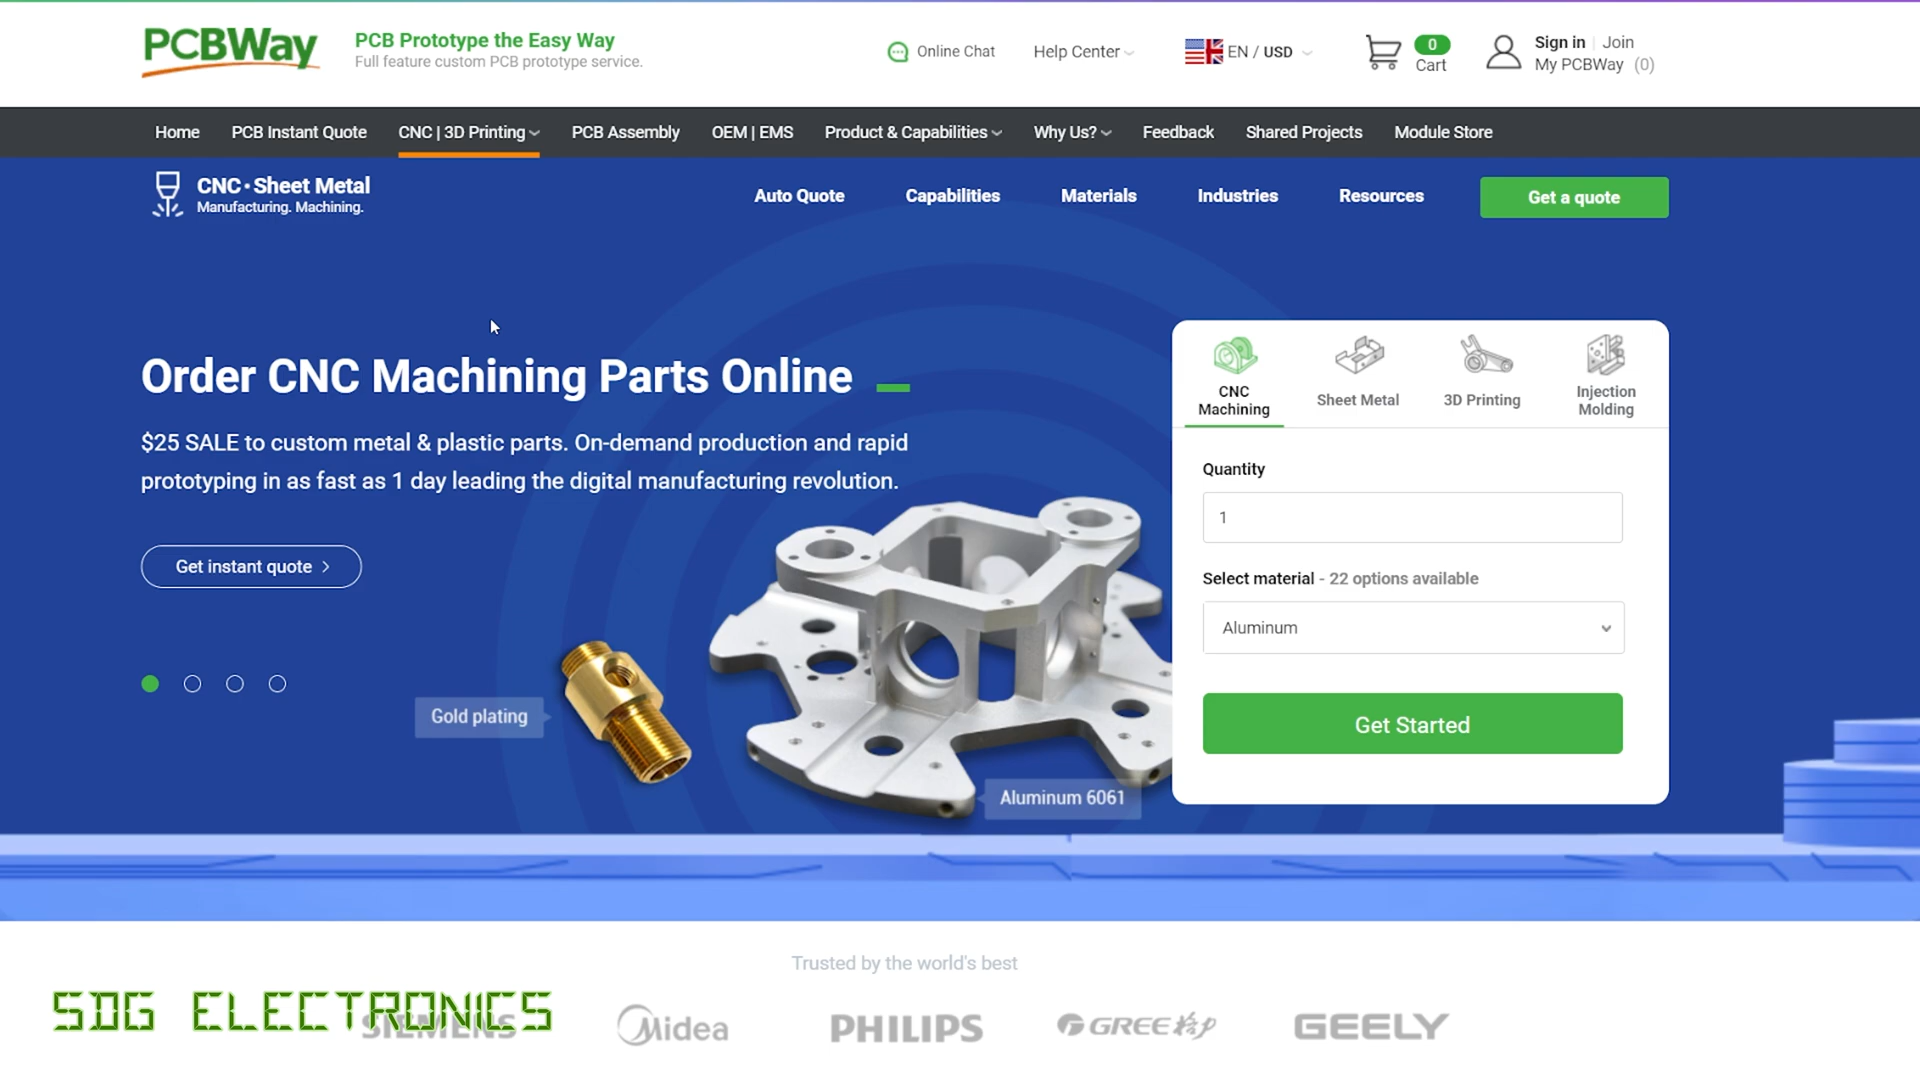 PCBWay
PCB Prototype the Easy Way
Full feature custom PCB prototype service.
Online Chat
Help Center
EN / USD
0
Cart
Sign in | Join
My PCBWay (0)
Home
PCB Instant Quote
CNC | 3D Printing
PCB Assembly
OEM | EMS
Product & Capabilities
Why Us?
Feedback
Shared Projects
Module Store
CNC · Sheet Metal
Manufacturing. Machining.
Auto Quote
Capabilities
Materials
Industries
Resources
Get a quote
Order CNC Machining Parts Online
$25 SALE to custom metal & plastic parts. On-demand production and rapid
prototyping in as fast as 1 day leading the digital manufacturing revolution.
Get instant quote >
Gold plating
Aluminum 6061
CNC
Machining
Sheet Metal
3D Printing
Injection
Molding
Quantity
1
Select material - 22 options available
Aluminum
Get Started
Trusted by the world's best
SDG ELECTRONICS
SIEMENS
Midea
PHILIPS
GREE 格力
GEELY